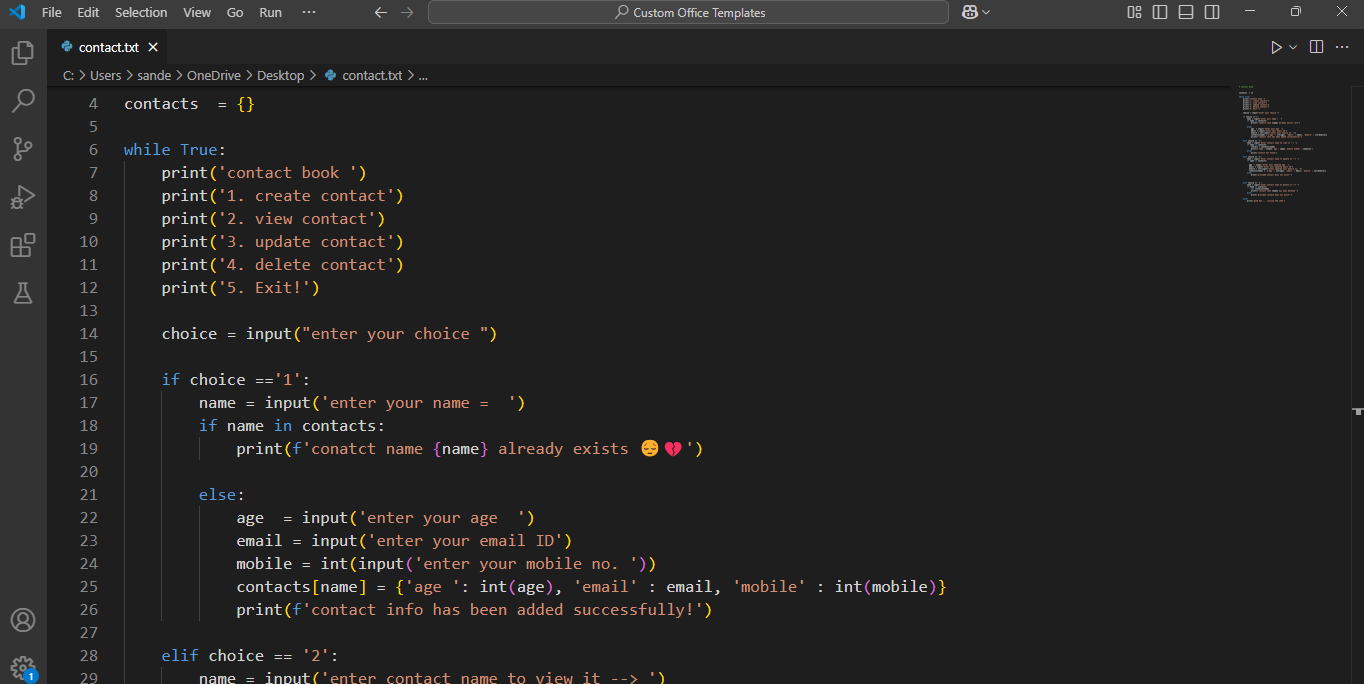 File Edit Selection View Go Run ··· Custom Office Templates
contact.txt
C: > Users > sande > OneDrive > Desktop > contact.txt > ...
4 contacts  = {}
5
6 while True:
7     print('contact book ')
8     print('1. create contact')
9     print('2. view contact')
10     print('3. update contact')
11     print('4. delete contact')
12     print('5. Exit!')
13
14     choice = input("enter your choice ")
15
16     if choice =='1':
17         name = input('enter your name =  ')
18         if name in contacts:
19             print(f'conatct name {name} already exists 😔💔')
20
21         else:
22             age  = input('enter your age  ')
23             email = input('enter your email ID')
24             mobile = int(input('enter your mobile no. '))
25             contacts[name] = {'age ': int(age), 'email' : email, 'mobile' : int(mobile)}
26             print(f'contact info has been added successfully!')
27
28     elif choice == '2':
29         name = input('enter contact name to view it --> ')
1